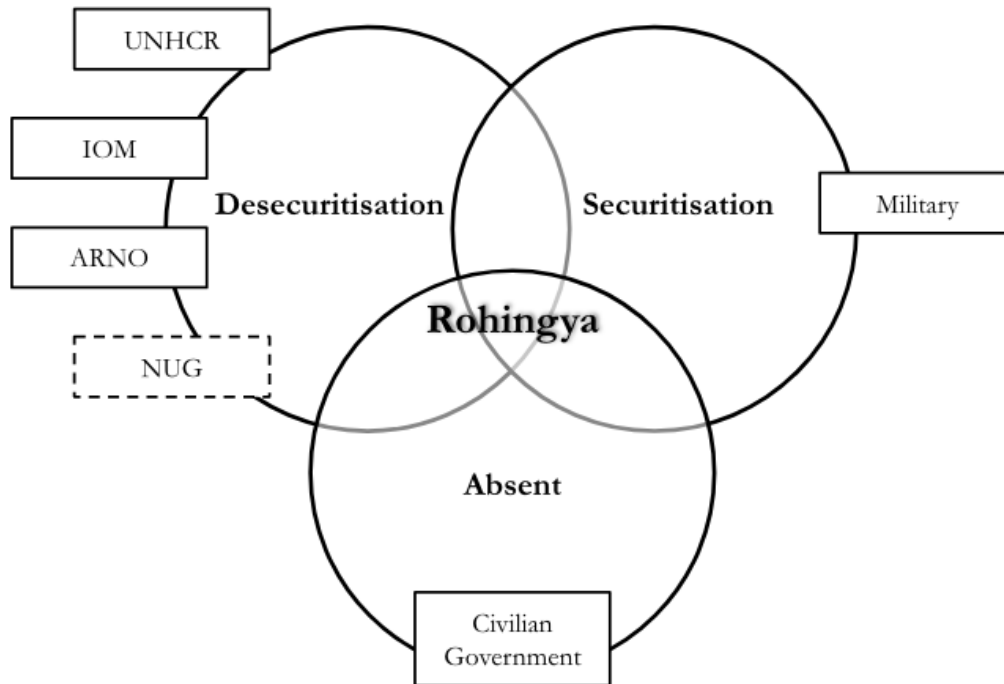 UNHCR
IOM
Desecuritisation
Securitisation
Military
ARNO
Rohingya
NUG
Absent
Civilian
Government